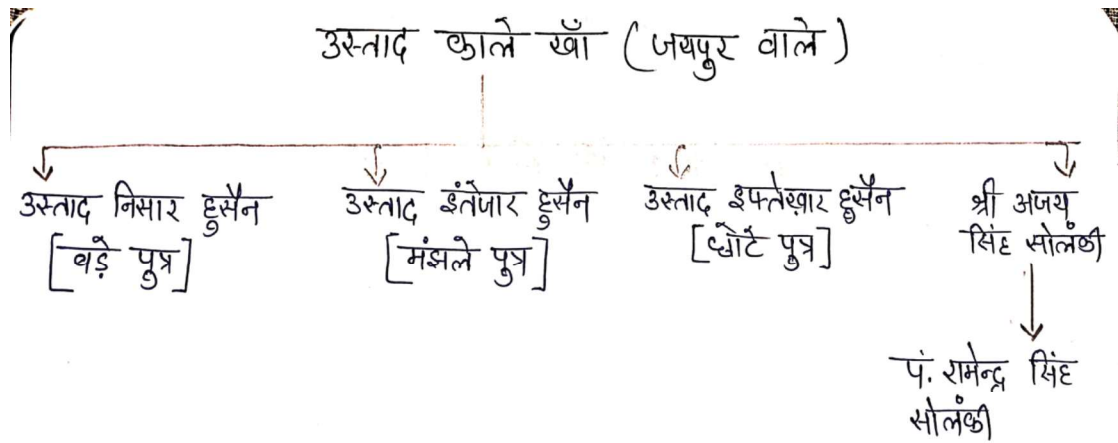 उस्ताद काले खाँ (जयपुर वाले)
उस्ताद निसार हुसैन
[बड़े पुत्र]
उस्ताद इंतेजार हुसैन
[मंझले पुत्र]
उस्ताद इफ्तेख़ार हुसैन
[छोटे पुत्र]
श्री अजय
सिंह सोलंकी
पं. रामेन्द्र सिंह
सोलंकी